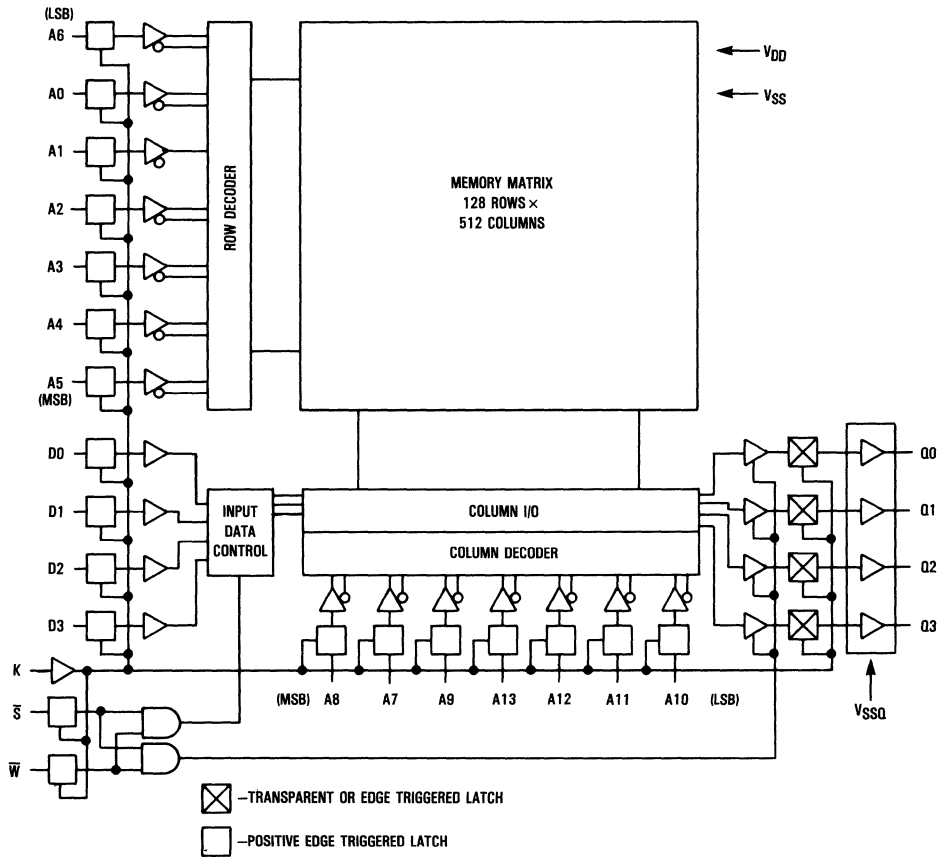 (LSB)
A6
A0
A1
A2
A3
A4
A5
(MSB)
ROW DECODER
MEMORY MATRIX
128 ROWS ×
512 COLUMNS
V_DD
V_SS
D0
D1
D2
D3
INPUT
DATA
CONTROL
COLUMN I/O
COLUMN DECODER
Q0
Q1
Q2
Q3
K
S̅
W̅
(MSB) A8 A7 A9 A13 A12 A11 A10 (LSB)
V_SSQ
–TRANSPARENT OR EDGE TRIGGERED LATCH
–POSITIVE EDGE TRIGGERED LATCH